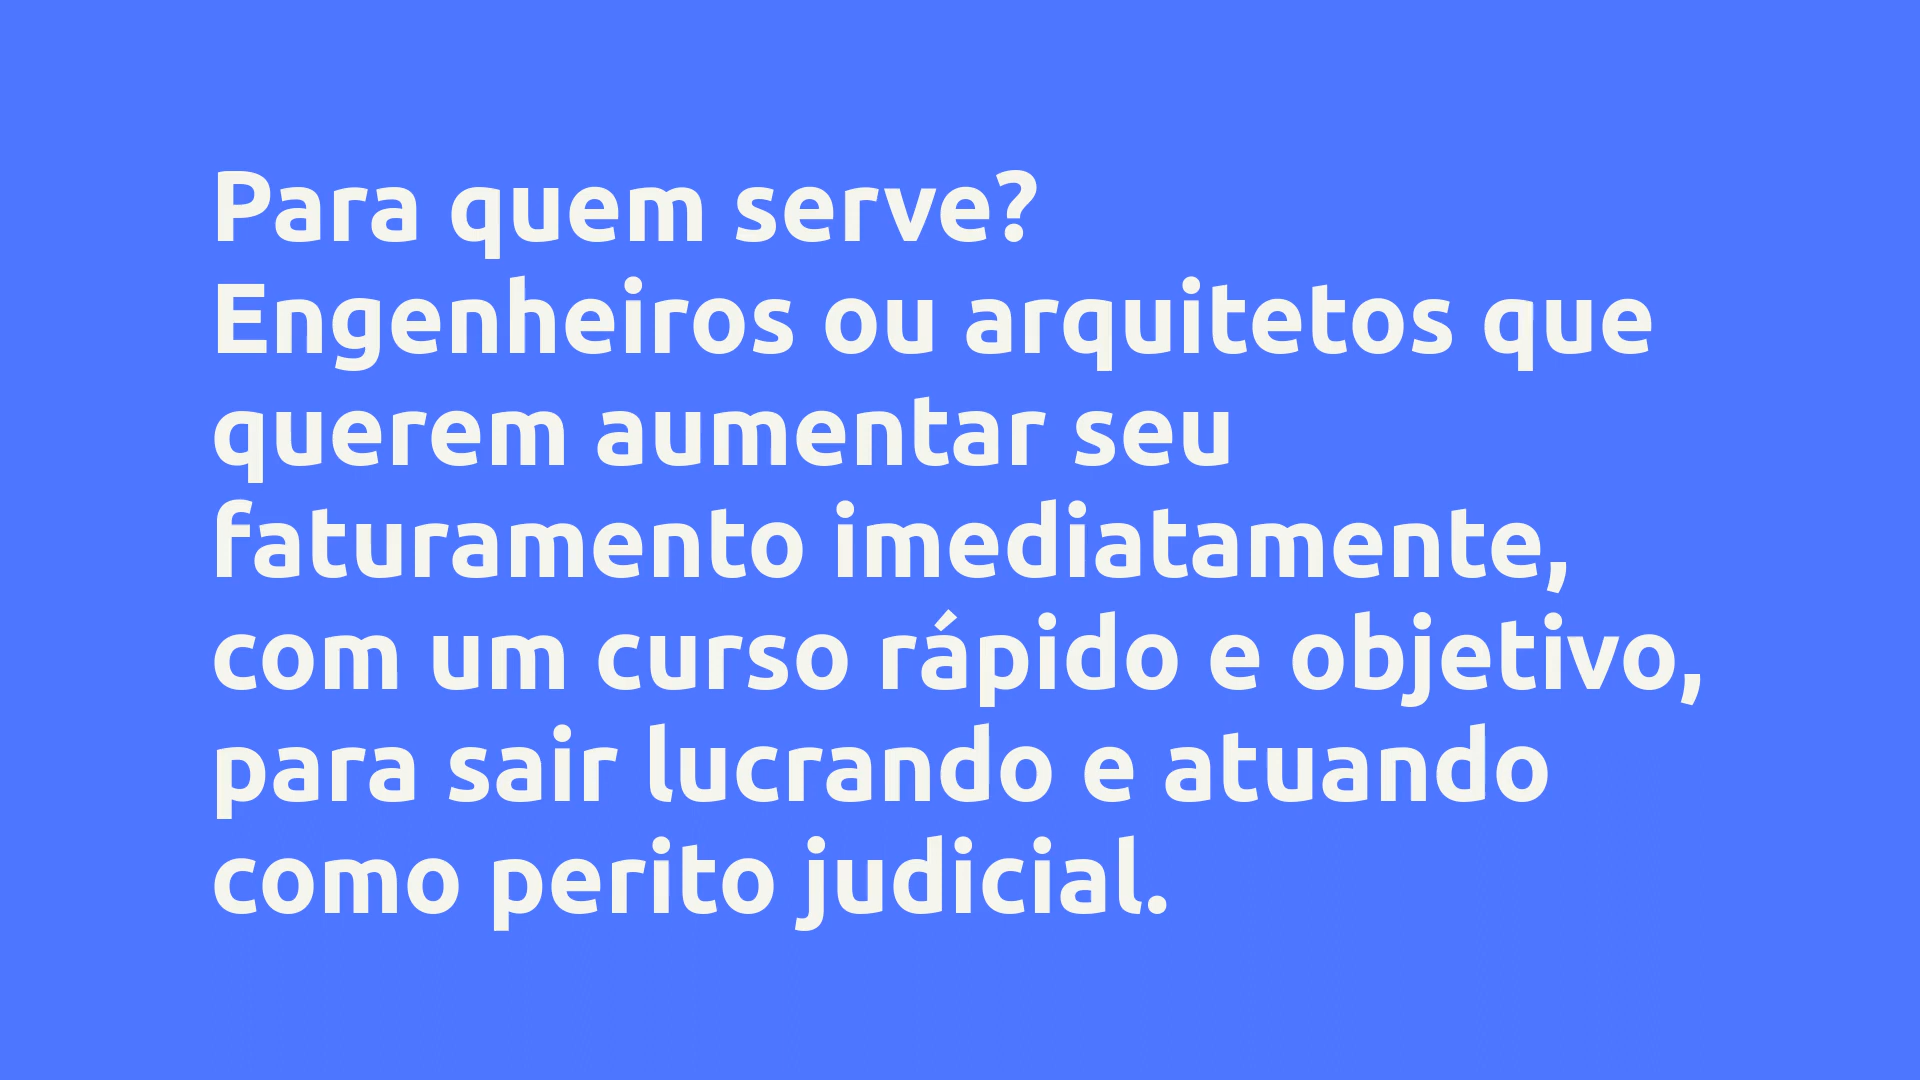 Para quem serve?
Engenheiros ou arquitetos que
querem aumentar seu
faturamento imediatamente,
com um curso rápido e objetivo,
para sair lucrando e atuando
como perito judicial.